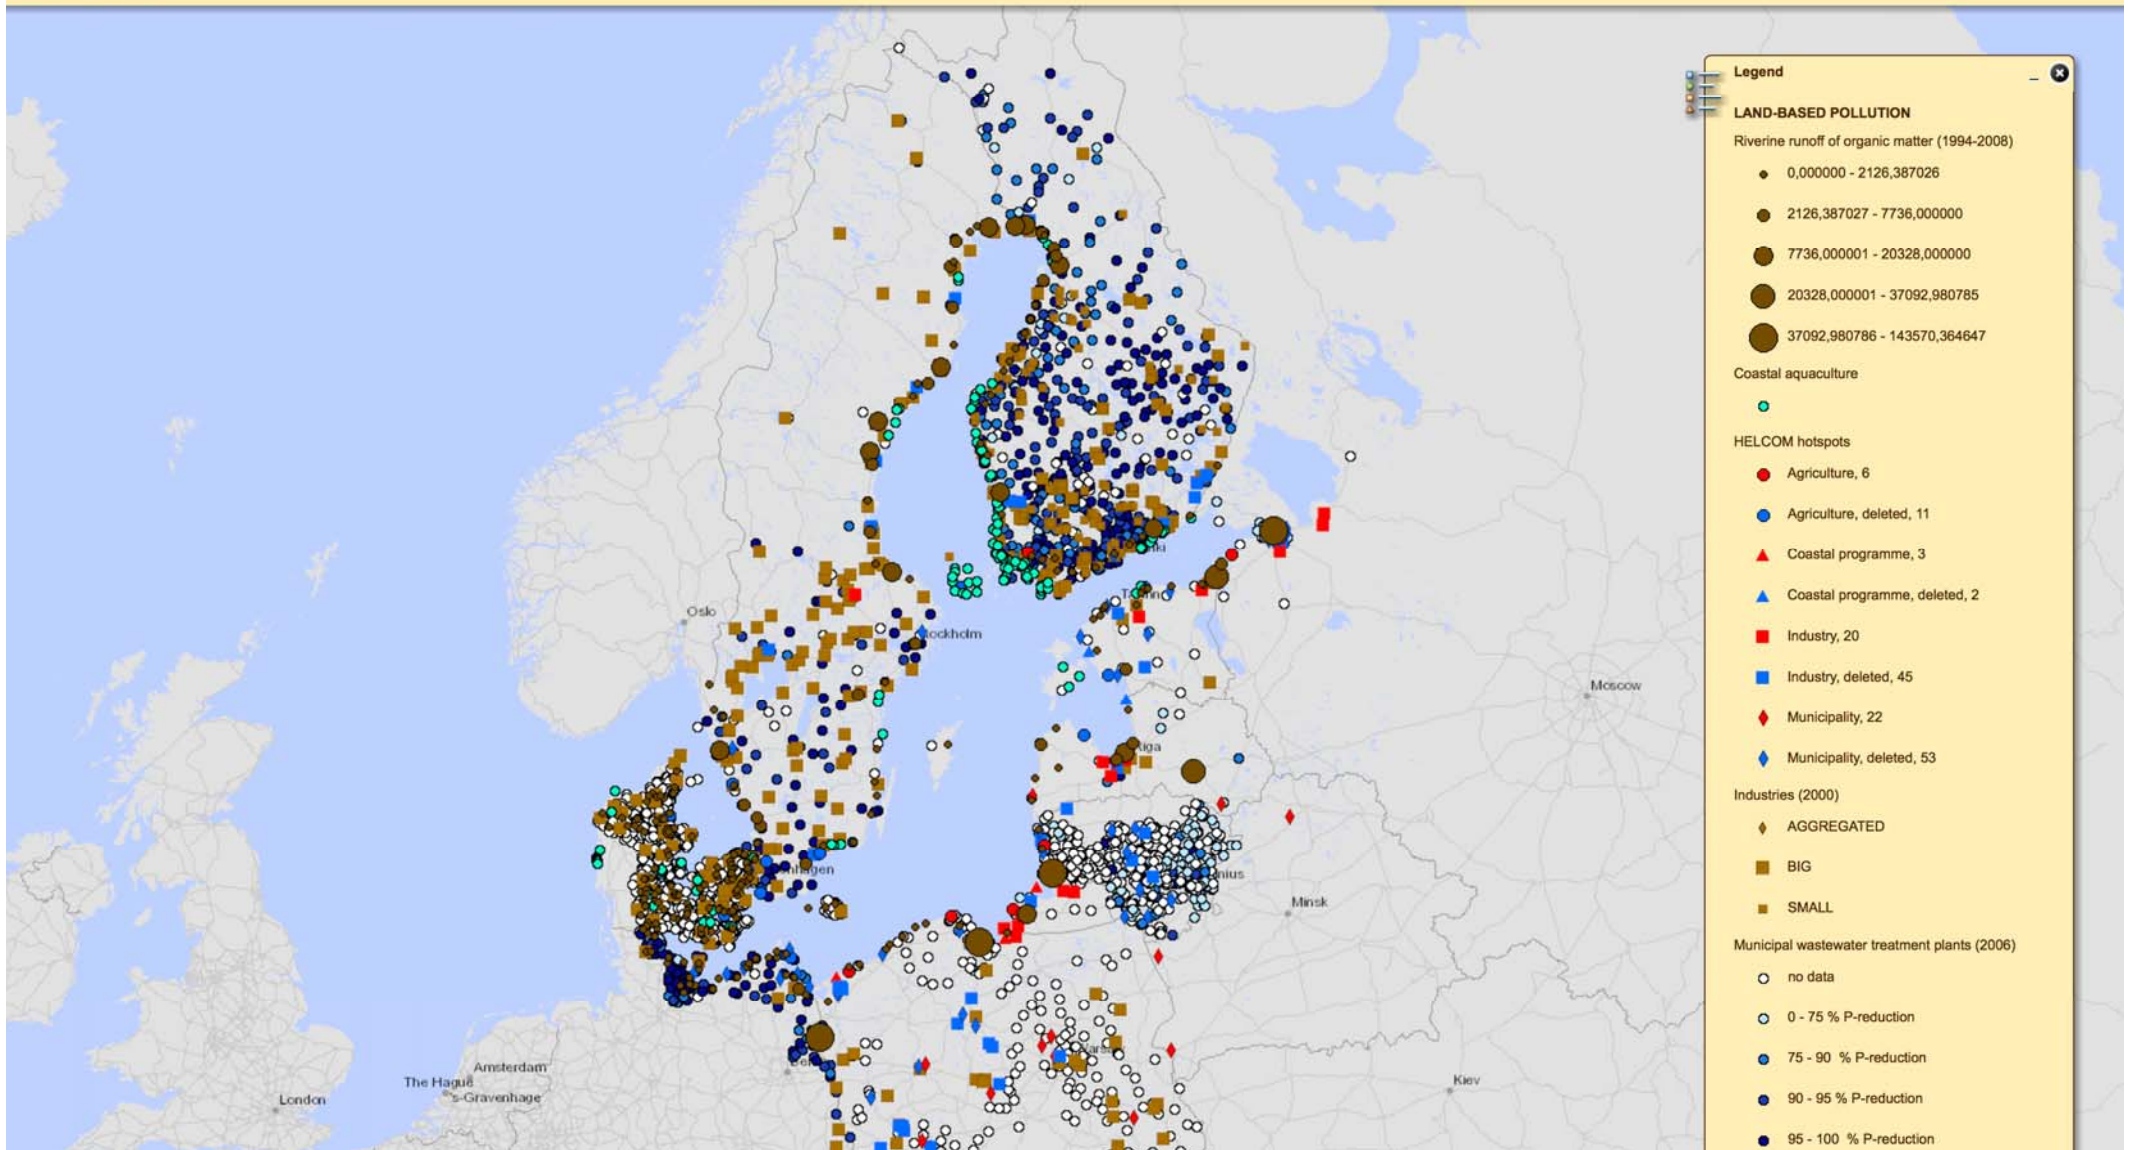 Legend
LAND-BASED POLLUTION
Riverine runoff of organic matter (1994-2008)
0,000000 - 2126,387026
2126,387027 - 7736,000000
7736,000001 - 20328,000000
20328,000001 - 37092,980785
37092,980786 - 143570,364647
Coastal aquaculture
HELCOM hotspots
Agriculture, 6
Agriculture, deleted, 11
Coastal programme, 3
Coastal programme, deleted, 2
Industry, 20
Industry, deleted, 45
Municipality, 22
Municipality, deleted, 53
Industries (2000)
AGGREGATED
BIG
SMALL
Municipal wastewater treatment plants (2006)
no data
0 - 75 % P-reduction
75 - 90 % P-reduction
90 - 95 % P-reduction
95 - 100 % P-reduction
Oslo
tockholm
Moscow
Minsk
Amsterdam
The Hague
's-Gravenhage
London
Kiev